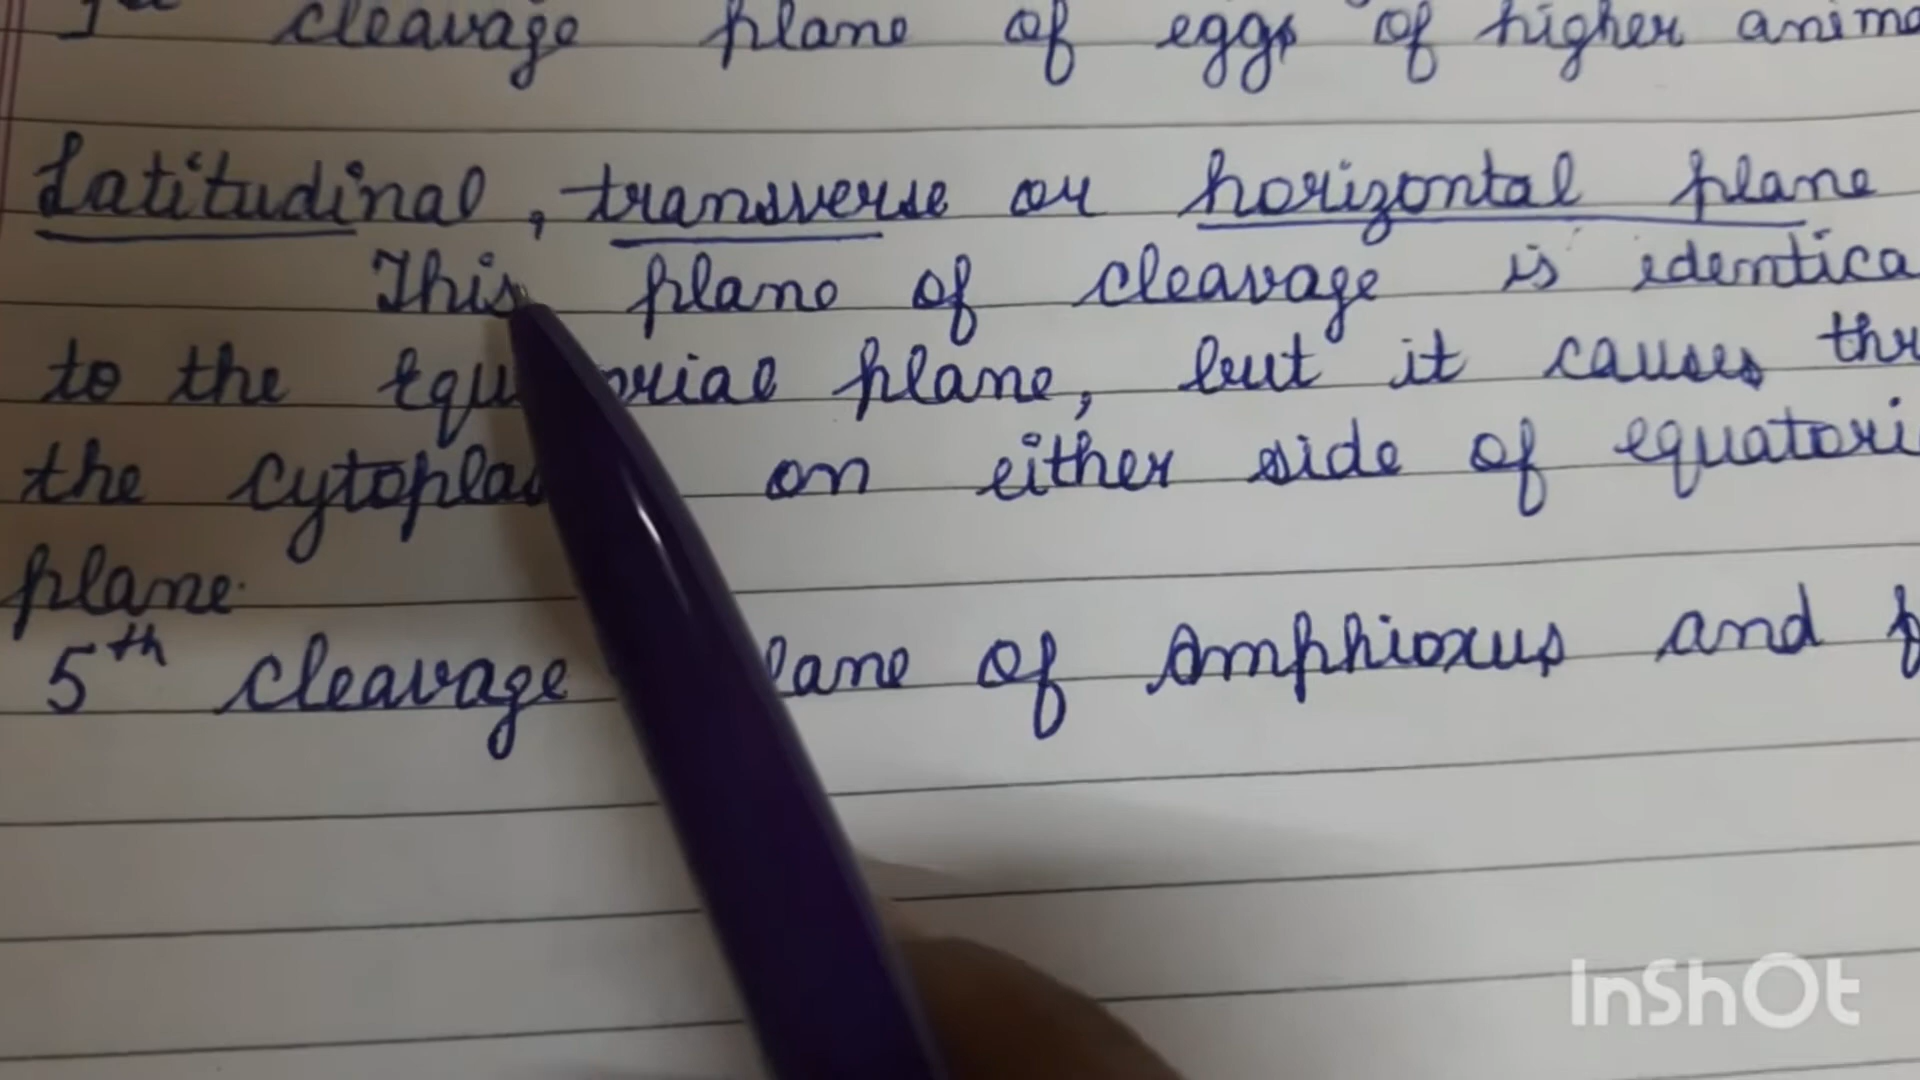 cleavage plane of eggs of higher anima
Latitudinal, transverse or horizontal plane
This plane of cleavage is identica
to the equ orial plane, but it causes thr
the cytoplas on either side of equatori
plane.
5th cleavage lane of Amphioxus and f
InShOt